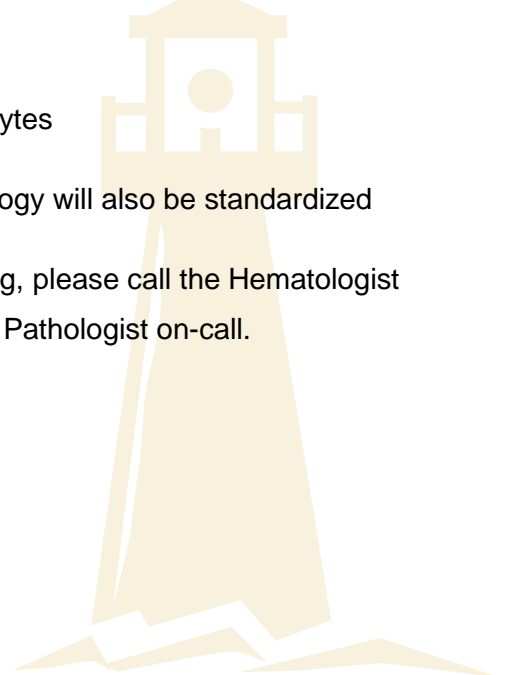 ytes
ogy will also be standardized
g, please call the Hematologist
Pathologist on-call.